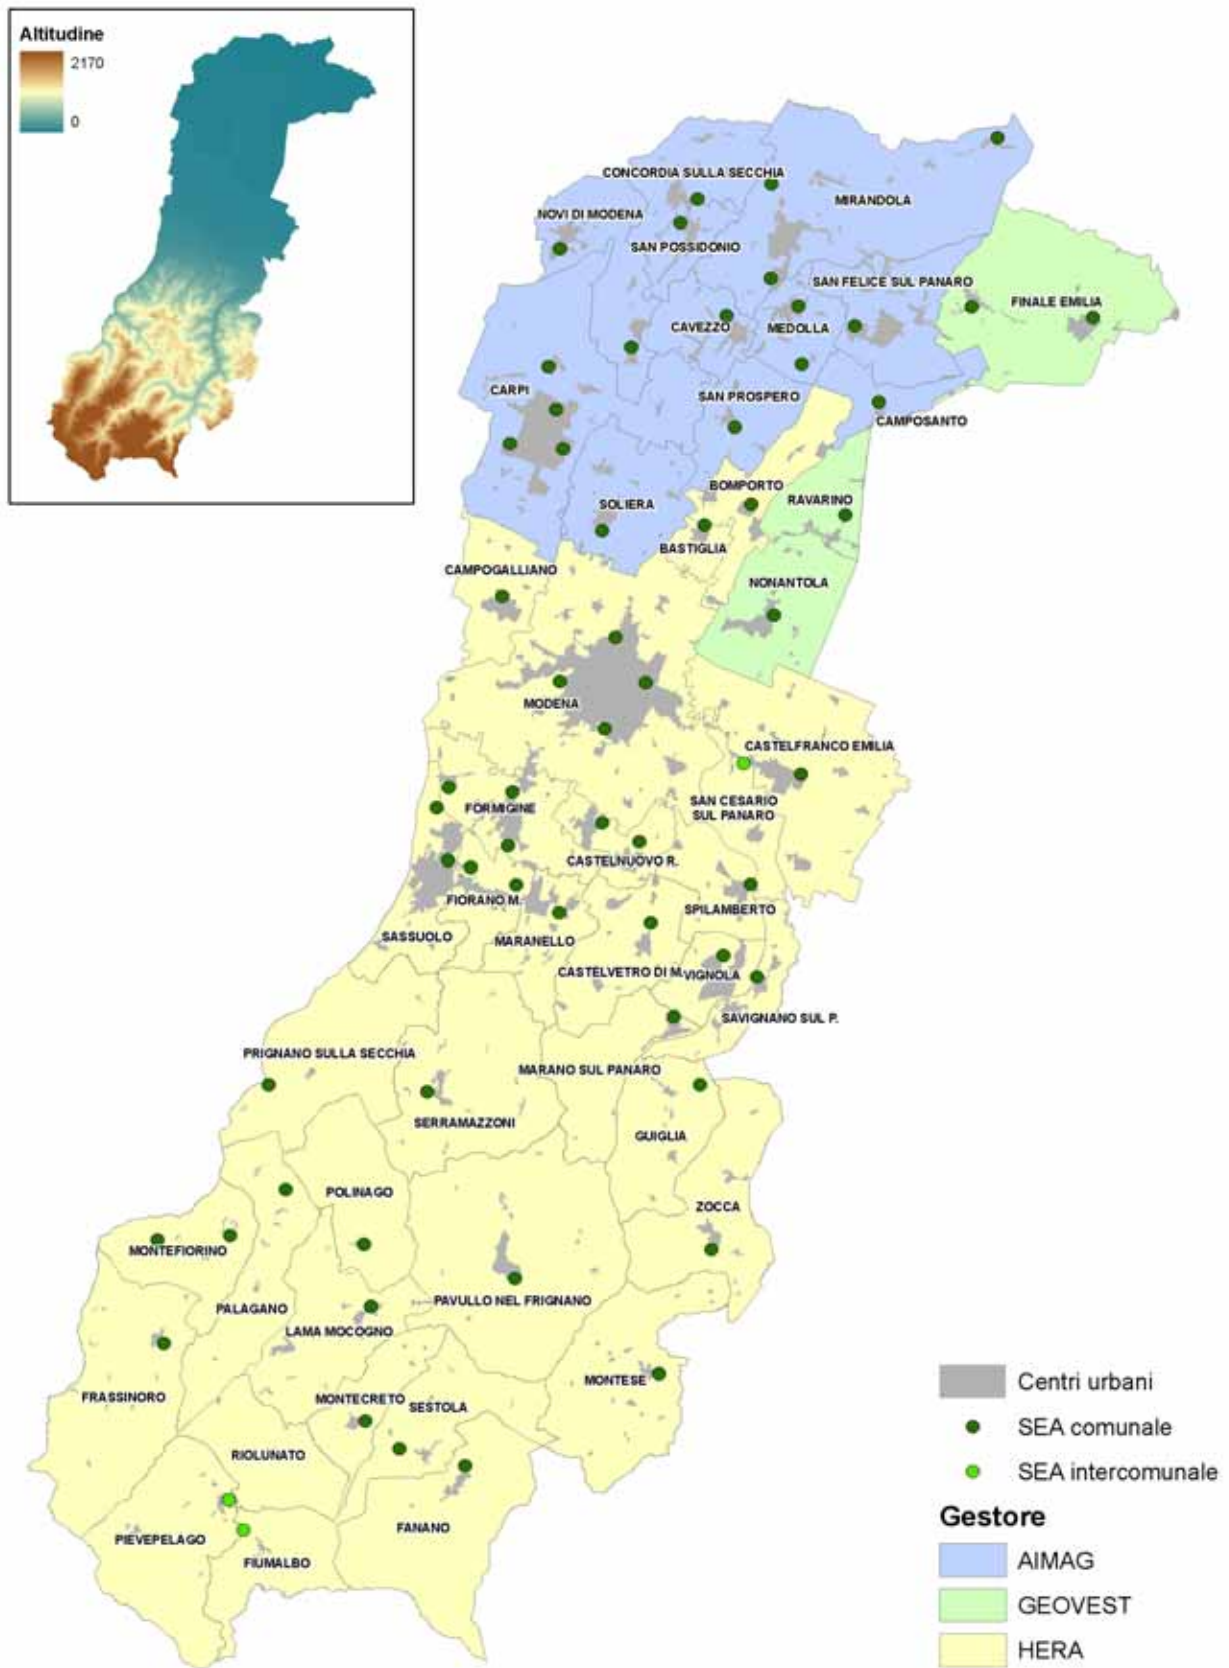 Altitudine
2170
0
CONCORDIA SULLA SECCHIA
MIRANDOLA
NOVI DI MODENA
SAN POSSIDONIO
SAN FELICE SUL PANARO
FINALE EMILIA
CAVEZZO
MEDOLLA
CARPI
SAN PROSPERO
CAMPOSANTO
BOMPORTO
RAVARINO
SOLIERA
BASTIGLIA
CAMPOGALLIANO
NONANTOLA
MODENA
CASTELFRANCO EMILIA
SAN CESARIO
SUL PANARO
FORMIGINE
CASTELNUOVO R.
FIORANO M.
SPILAMBERTO
SASSUOLO
MARANELLO
CASTELVETRO DI M.
VIGNOLA
SAVIGNANO SUL P.
PRIGNANO SULLA SECCHIA
MARANO SUL PANARO
SERRAMAZZONI
GUIGLIA
POLINAGO
ZOCCA
MONTEFIORINO
PALAGANO
PAVULLO NEL FRIGNANO
LAMA MOCOGNO
FRASSINORO
MONTECRETO
SESTOLA
MONTESE
RIOLUNATO
PIEVEPELAGO
FANANO
FIUMALBO
Centri urbani
SEA comunale
SEA intercomunale
Gestore
AIMAG
GEOVEST
HERA